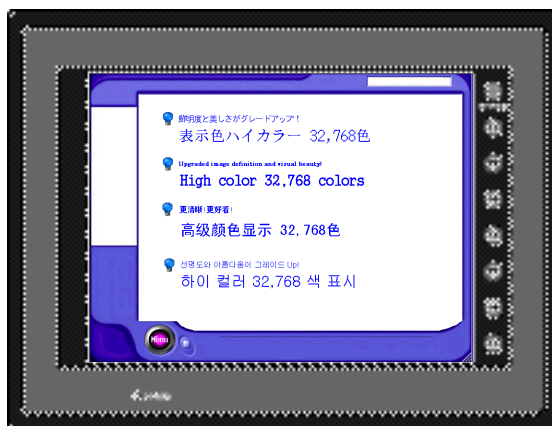 鮮明度と美しさがグレードアップ！
表示色ハイカラー 32,768色
Upgraded image definition and visual beauty!
High color 32,768 colors
更清晰!更好看!
高级颜色显示 32,768色
선명도와 아름다움이 그레이드 Up!
하이 컬러 32,768 색 표시
Menu